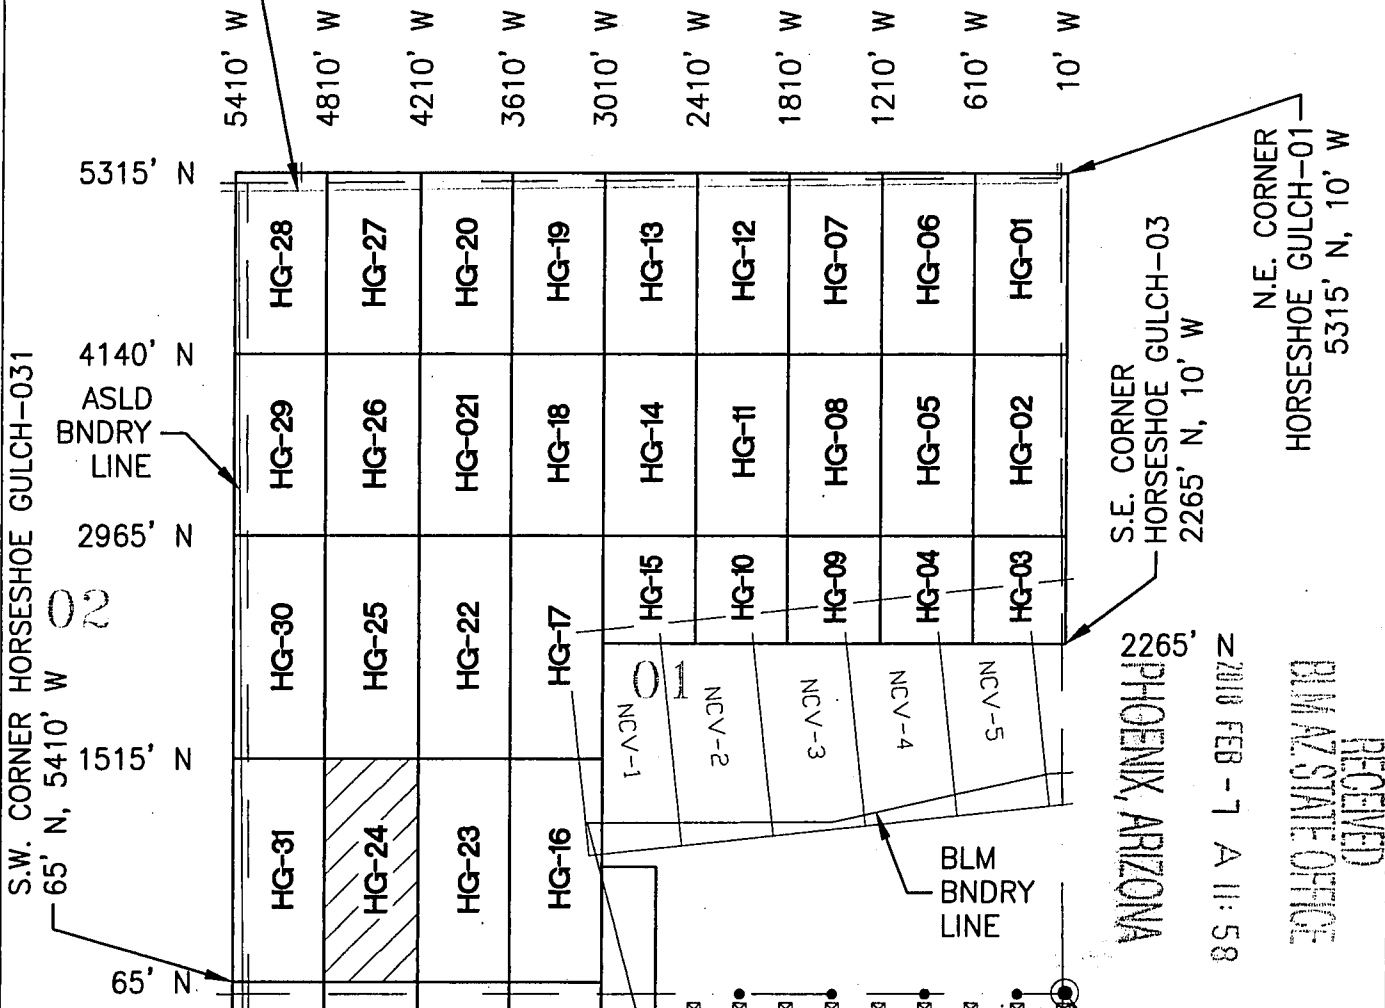 5410' W
4810' W
4210' W
3610' W
3010' W
2410' W
1810' W
1210' W
610' W
10' W
5315' N
4140' N
2965' N
1515' N
65' N
S.W. CORNER HORSESHOE GULCH-031
65' N, 5410' W
ASLD
BNDRY
LINE
02
HG-28
HG-27
HG-20
HG-19
HG-13
HG-12
HG-07
HG-06
HG-01
HG-29
HG-26
HG-021
HG-18
HG-14
HG-11
HG-08
HG-05
HG-02
HG-30
HG-25
HG-22
HG-17
HG-15
HG-10
HG-09
HG-04
HG-03
01
NCV-1
NCV-2
NCV-3
NCV-4
NCV-5
HG-31
HG-24
HG-23
HG-16
BLM
BNDRY
LINE
N.E. CORNER
HORSESHOE GULCH-01
5315' N, 10' W
S.E. CORNER
HORSESHOE GULCH-03
2265' N, 10' W
2265' N
RECEIVED
BLM AZ STATE OFFICE
2018 FEB -7 A 11:58
PHOENIX, ARIZONA